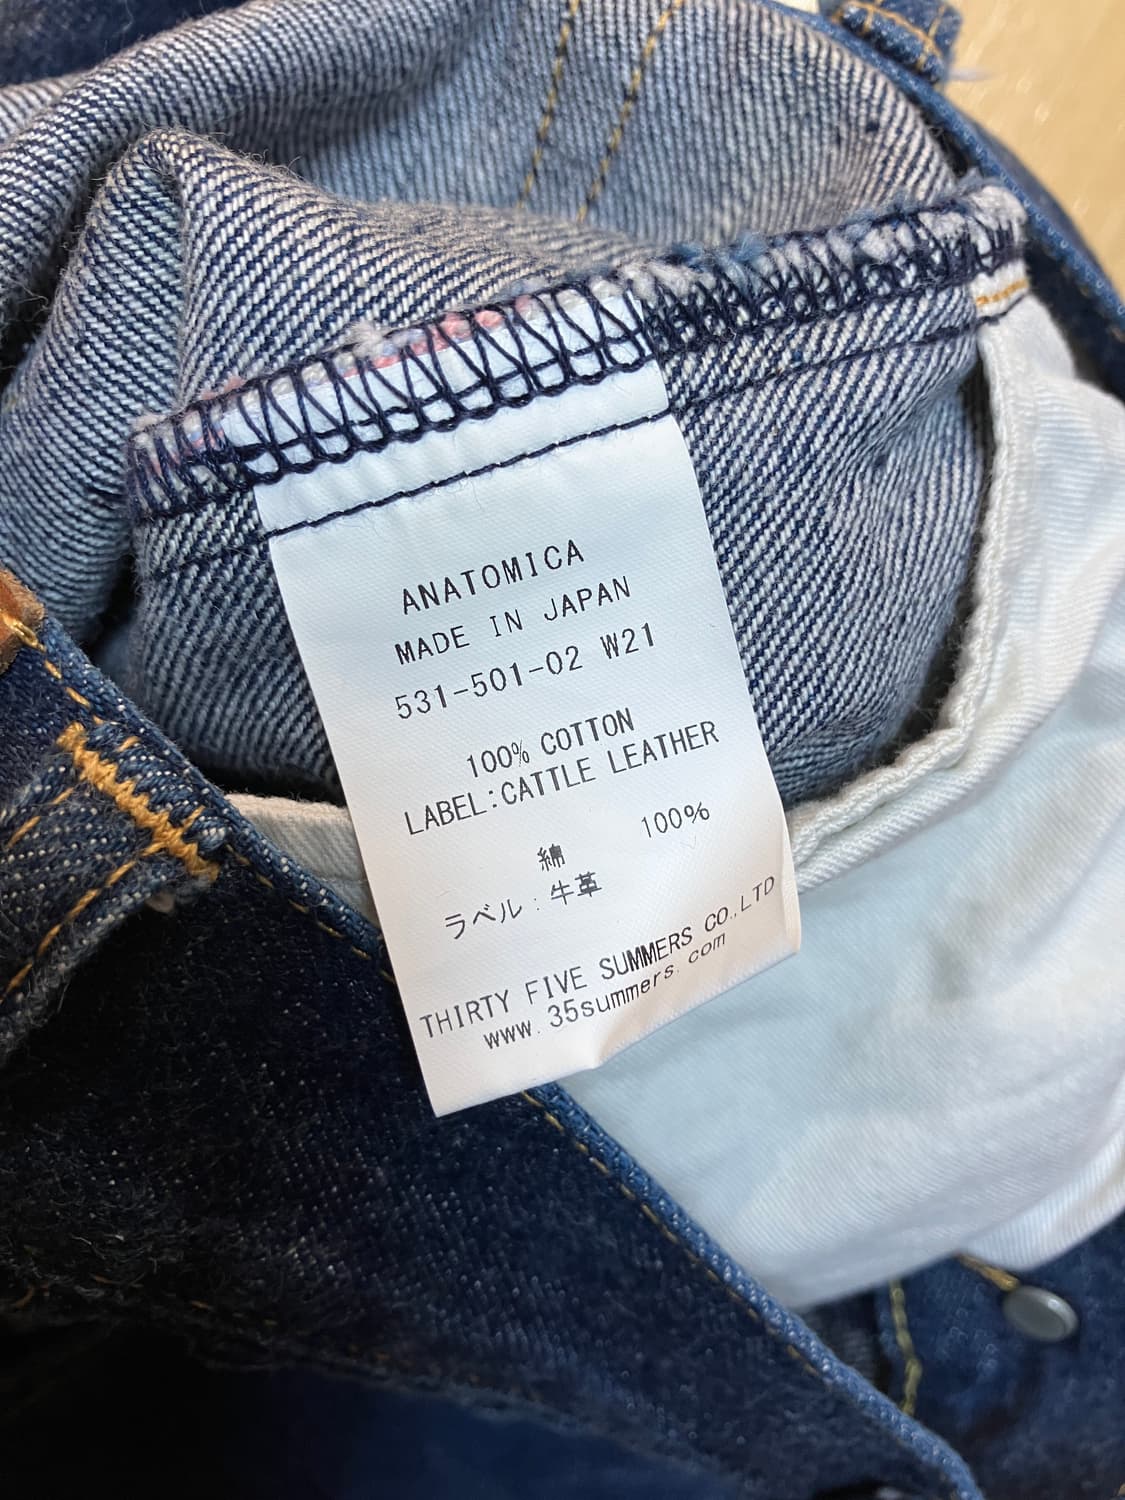 ANATOMICA
MADE IN JAPAN
531-501-02 W21
100% COTTON
LABEL:CATTLE LEATHER
綿 100%
ラベル:牛革
THIRTY FIVE SUMMERS CO.,LTD
www.35summers.com